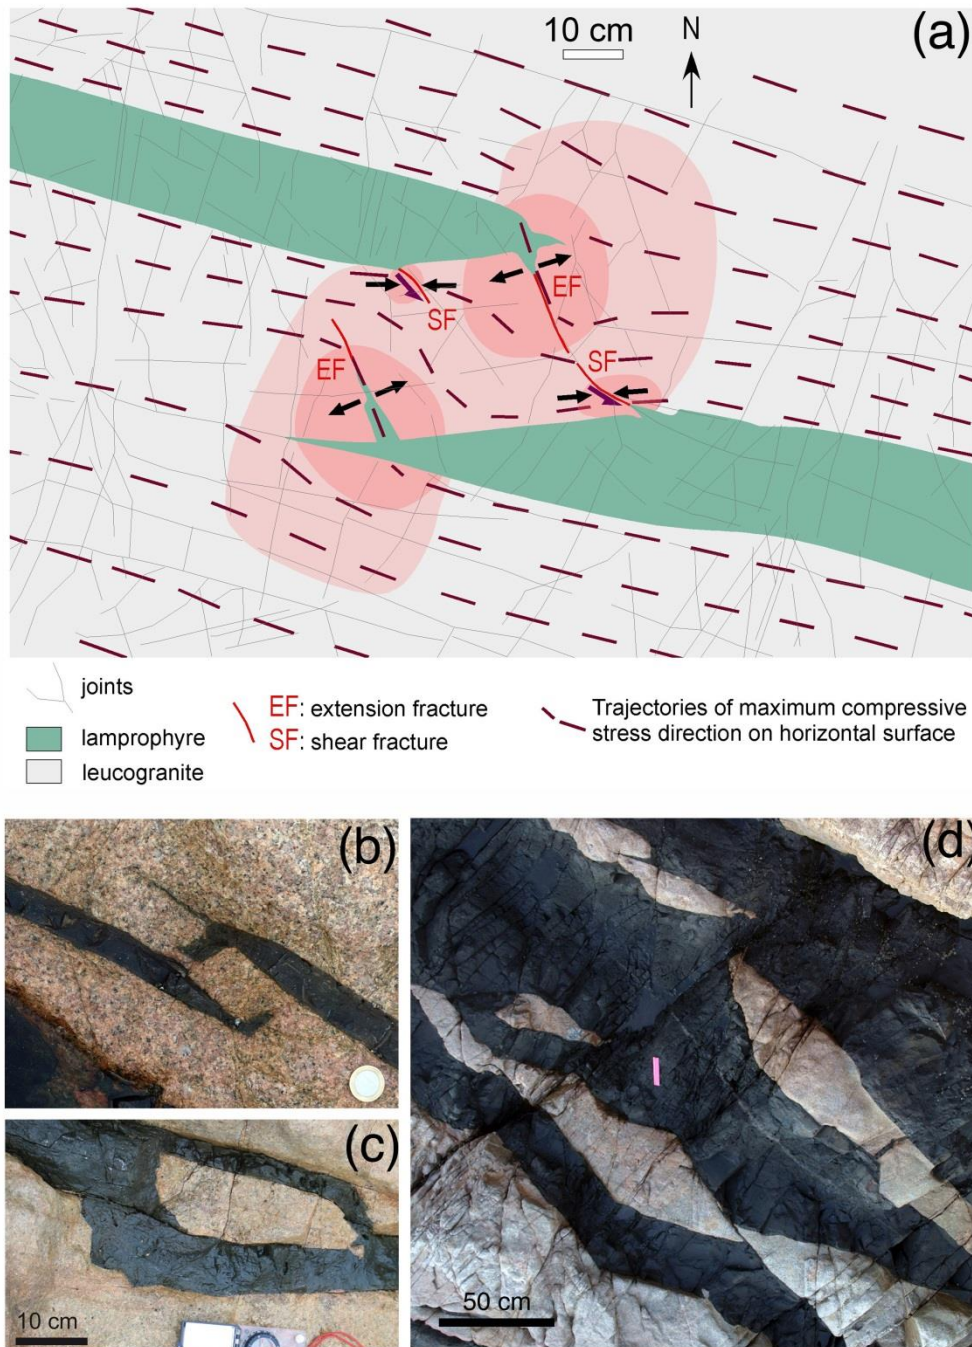 (a)
10 cm
N
EF
SF
SF
EF
joints
lamprophyre
leucogranite
EF: extension fracture
SF: shear fracture
Trajectories of maximum compressive
stress direction on horizontal surface
(b)
(c)
10 cm
(d)
50 cm